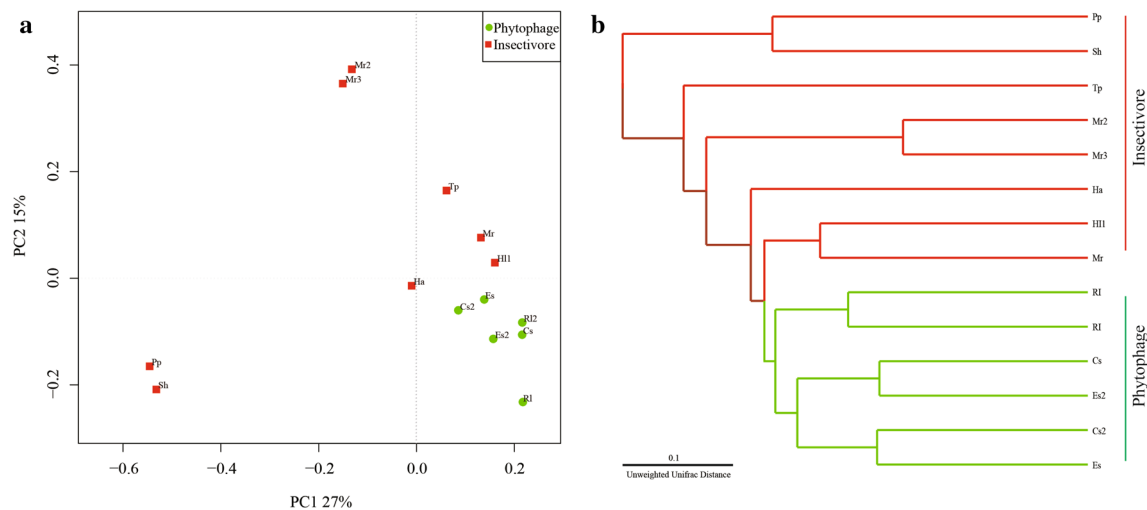 a
Phytophage
Insectivore
Mr2
Mr3
Tp
Mr
Hl1
Ha
Es
Cs2
Rl2
Cs
Es2
Rl
Pp
Sh
0.4
0.2
0.0
−0.2
PC2 15%
−0.6
−0.4
−0.2
0.0
0.2
PC1 27%
b
Pp
Sh
Tp
Mr2
Mr3
Ha
Hl1
Mr
Rl
Rl
Cs
Es2
Cs2
Es
Insectivore
Phytophage
0.1
Unweighted Unifrac Distance